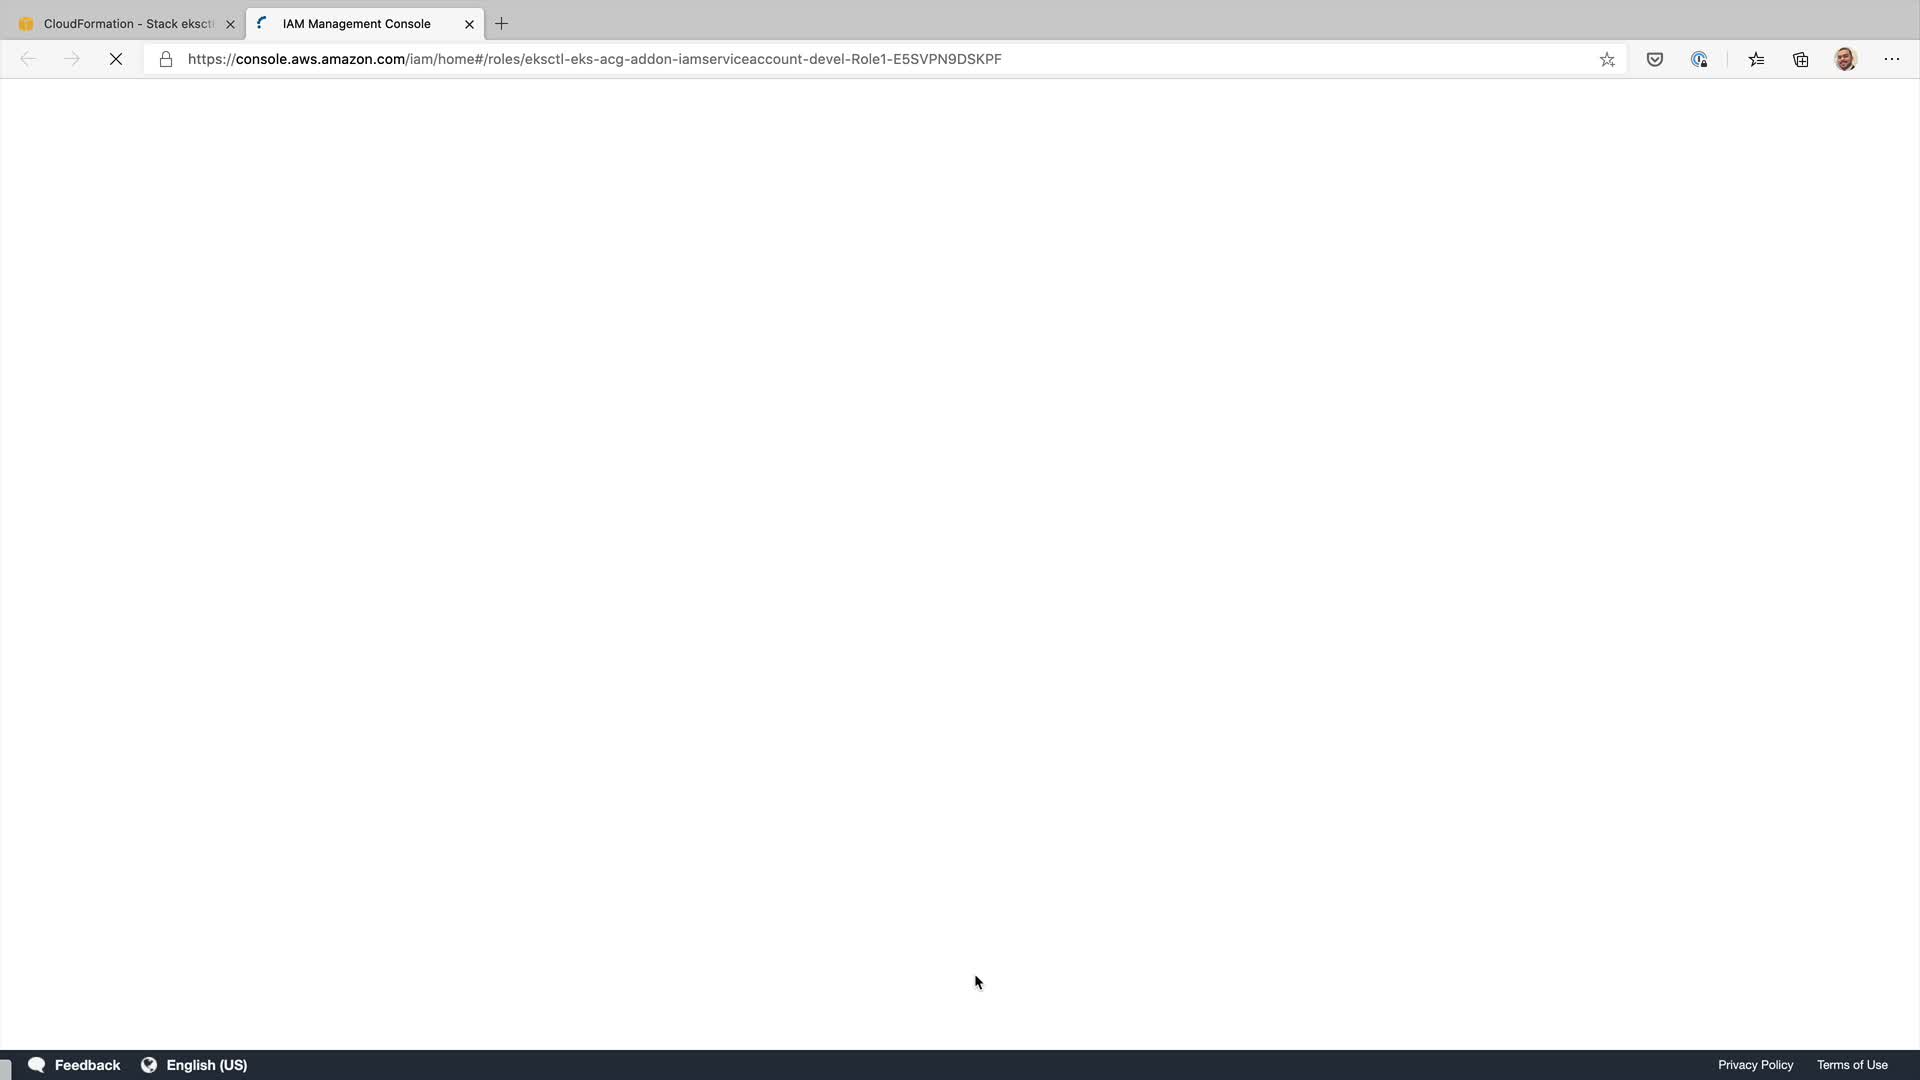 CloudFormation - Stack eksctl
IAM Management Console
https://console.aws.amazon.com/iam/home#/roles/eksctl-eks-acg-addon-iamserviceaccount-devel-Role1-E5SVPN9DSKPF
Feedback
English (US)
Privacy Policy
Terms of Use